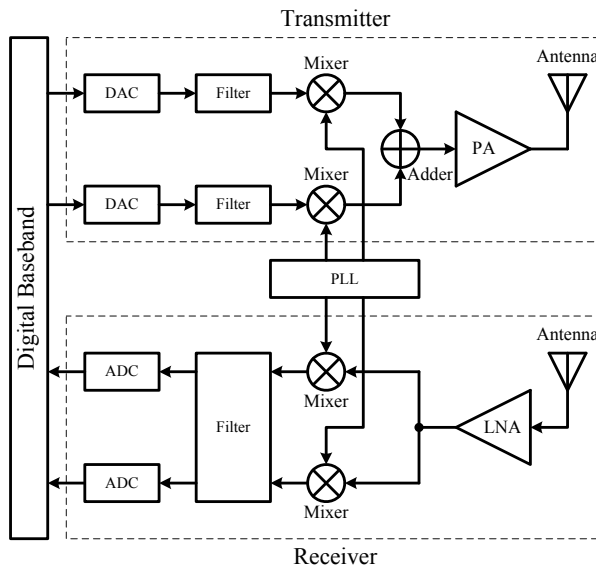 Transmitter
Antenna
Mixer
DAC
Filter
PA
Adder
Mixer
DAC
Filter
PLL
Digital Baseband
Antenna
ADC
Mixer
Filter
LNA
ADC
Mixer
Receiver